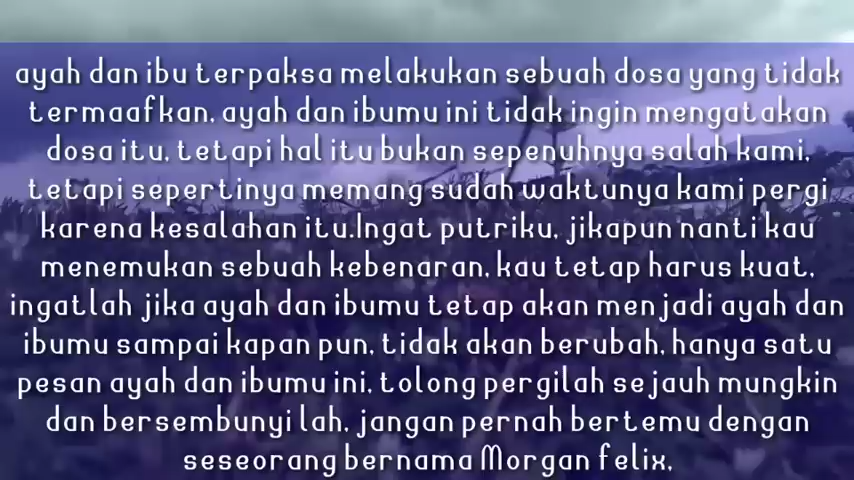 ayah dan ibu terpaksa melakukan sebuah dosa yang tidak
termaafkan, ayah dan ibumu ini tidak ingin mengatakan
dosa itu, tetapi hal itu bukan sepenuhnya salah kami,
tetapi sepertinya memang sudah waktunya kami pergi
karena kesalahan itu.Ingat putriku, jikapun nanti kau
menemukan sebuah kebenaran, kau tetap harus kuat,
ingatlah jika ayah dan ibumu tetap akan menjadi ayah dan
ibumu sampai kapan pun, tidak akan berubah, hanya satu
pesan ayah dan ibumu ini, tolong pergilah sejauh mungkin
dan bersembunyi lah, jangan pernah bertemu dengan
seseorang bernama Morgan felix,